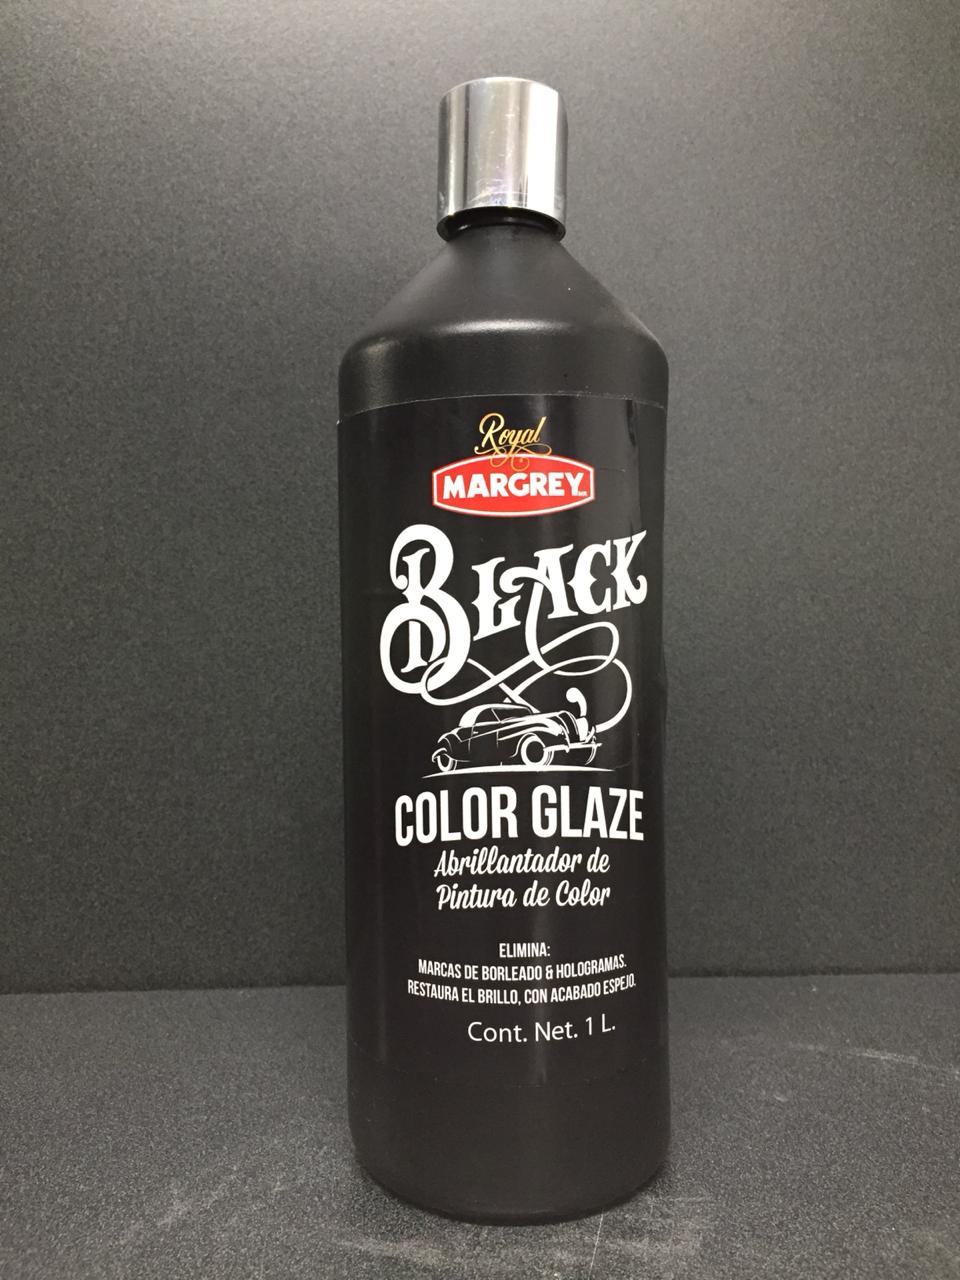 Royal
MARGREY
BLACK
COLOR GLAZE
Abrillantador de
Pintura de Color
ELIMINA:
MARCAS DE BORLEADO & HOLOGRAMAS.
RESTAURA EL BRILLO, CON ACABADO ESPEJO.
Cont. Net. 1 L.